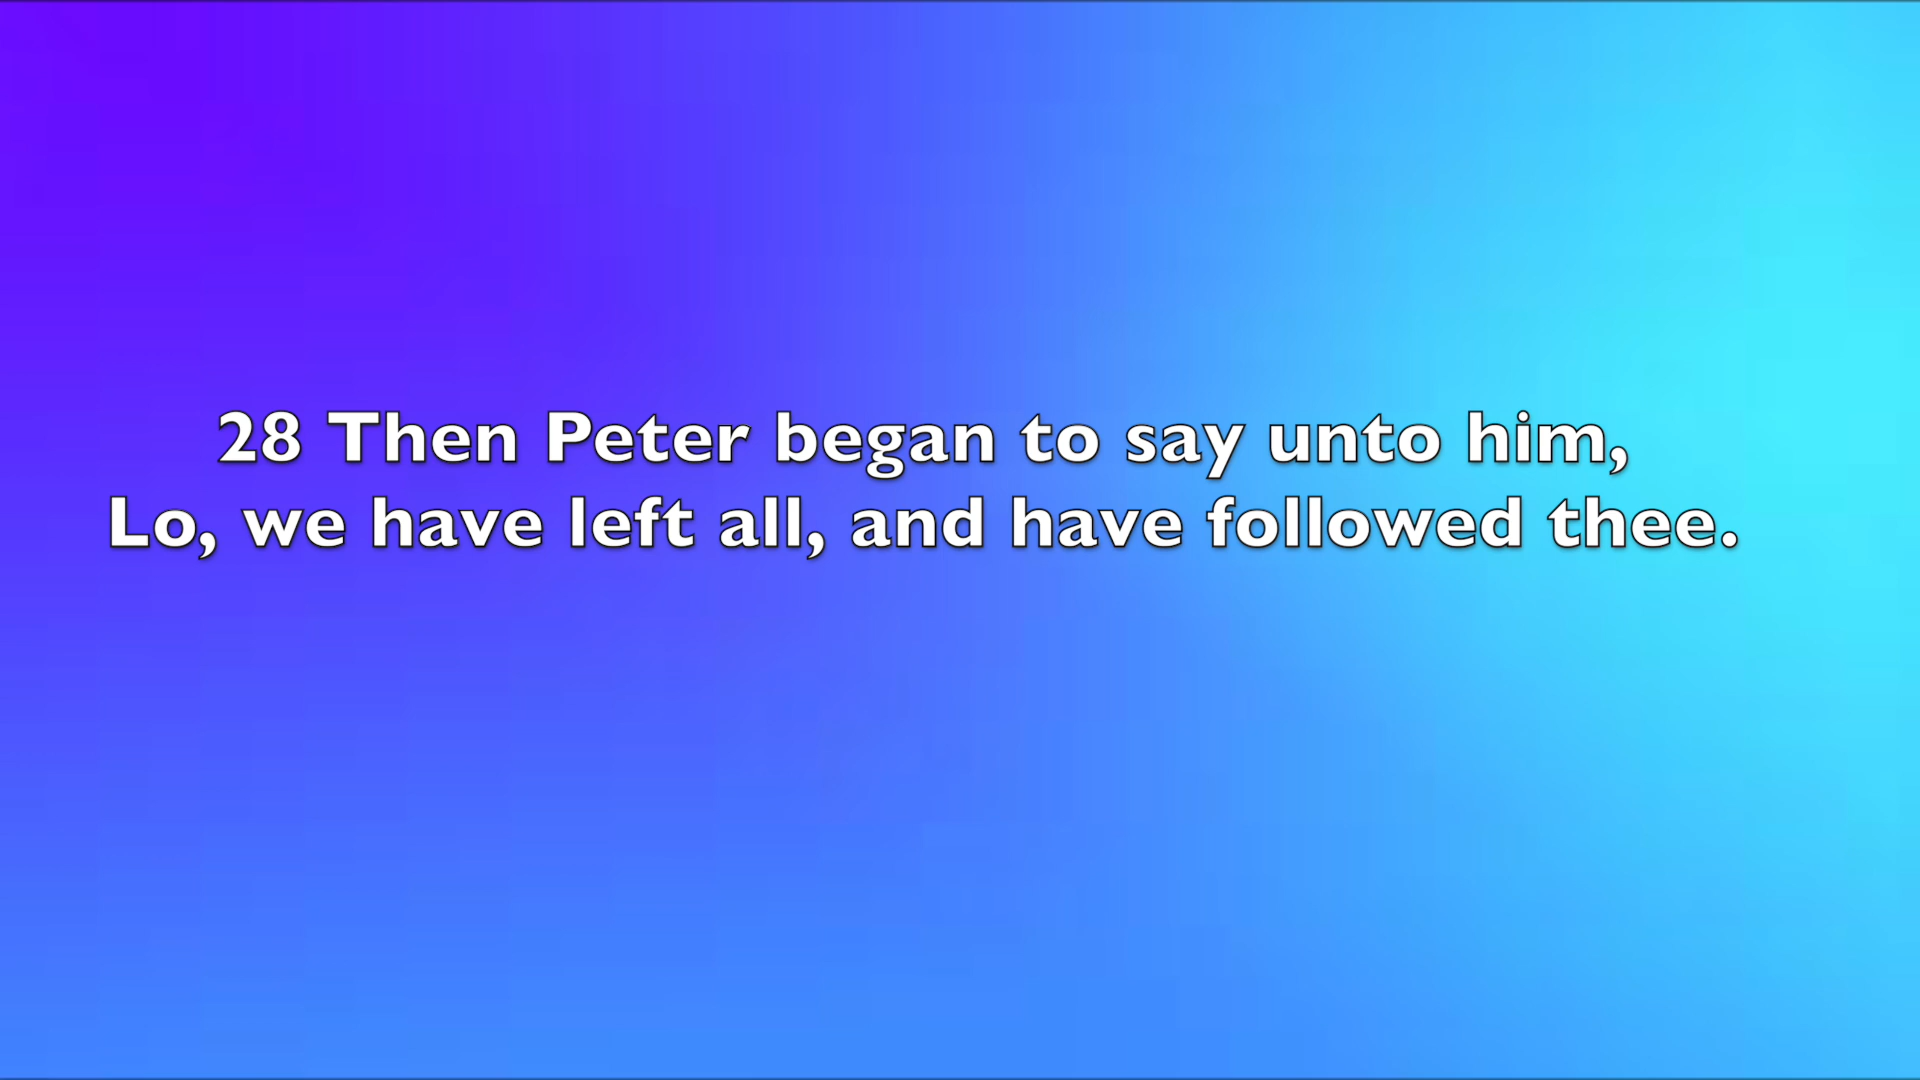 28 Then Peter began to say unto him,
Lo, we have left all, and have followed thee.